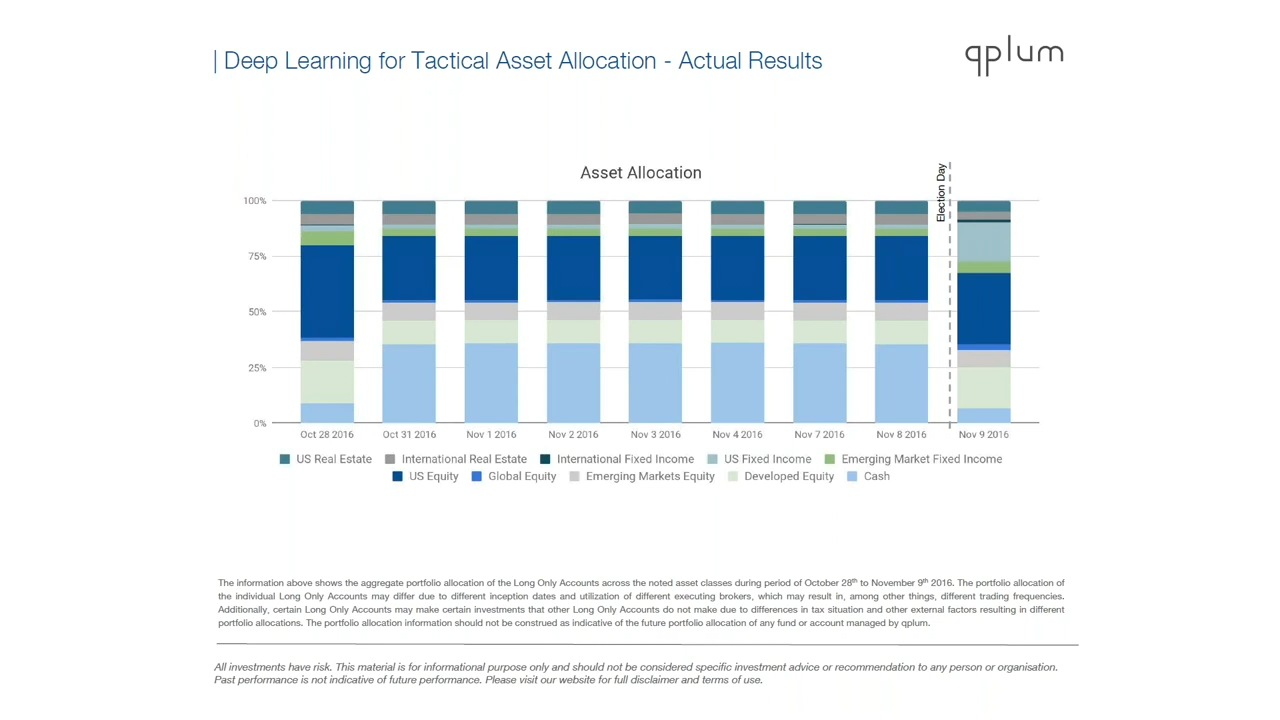 | Deep Learning for Tactical Asset Allocation - Actual Results
qplum
Asset Allocation
Election Day
100%
75%
50%
25%
0%
Oct 28 2016 Oct 31 2016 Nov 1 2016 Nov 2 2016 Nov 3 2016 Nov 4 2016 Nov 7 2016 Nov 8 2016 Nov 9 2016
US Real Estate International Real Estate International Fixed Income US Fixed Income Emerging Market Fixed Income
US Equity Global Equity Emerging Markets Equity Developed Equity Cash
The information above shows the aggregate portfolio allocation of the Long Only Accounts across the noted asset classes during period of October 28th to November 9th 2016. The portfolio allocation of
the individual Long Only Accounts may differ due to different inception dates and utilization of different executing brokers, which may result in, among other things, different trading frequencies.
Additionally, certain Long Only Accounts may make certain investments that other Long Only Accounts do not make due to differences in tax situation and other external factors resulting in different
portfolio allocations. The portfolio allocation information should not be construed as indicative of the future portfolio allocation of any fund or account managed by qplum.
All investments have risk. This material is for informational purpose only and should not be considered specific investment advice or recommendation to any person or organisation.
Past performance is not indicative of future performance. Please visit our website for full disclaimer and terms of use.